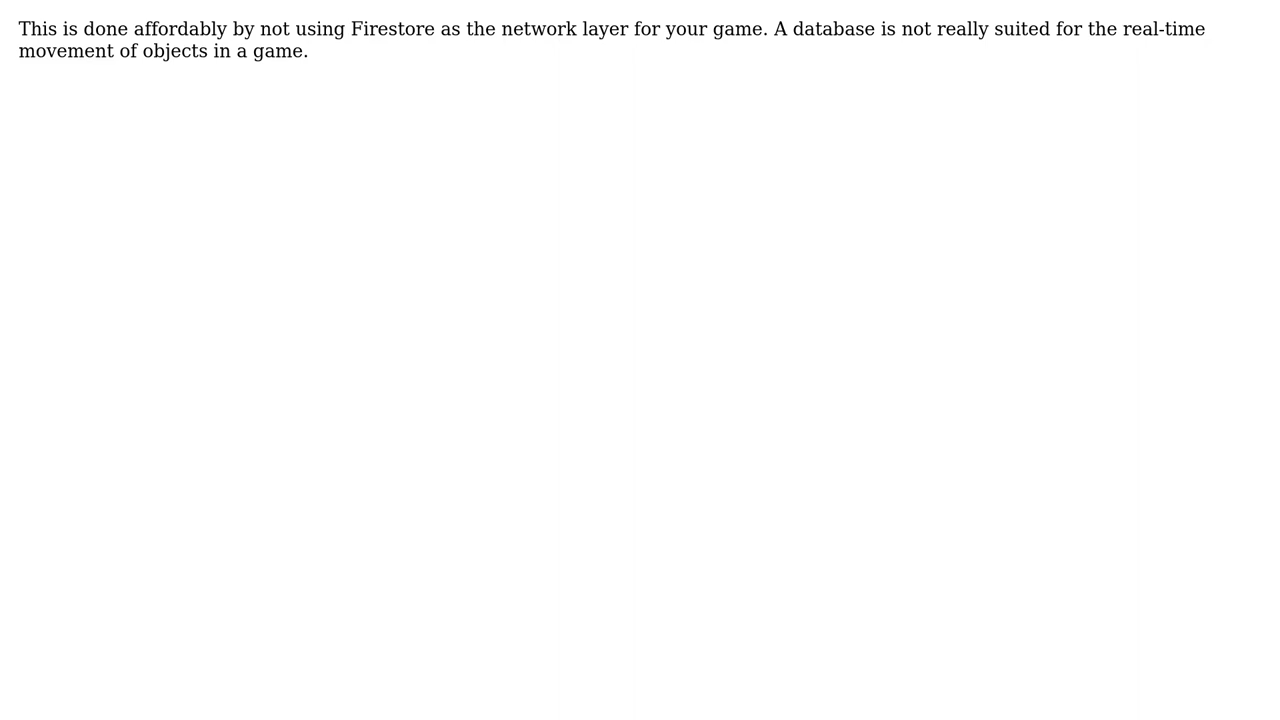 This is done affordably by not using Firestore as the network layer for your game. A database is not really suited for the real-time
movement of objects in a game.